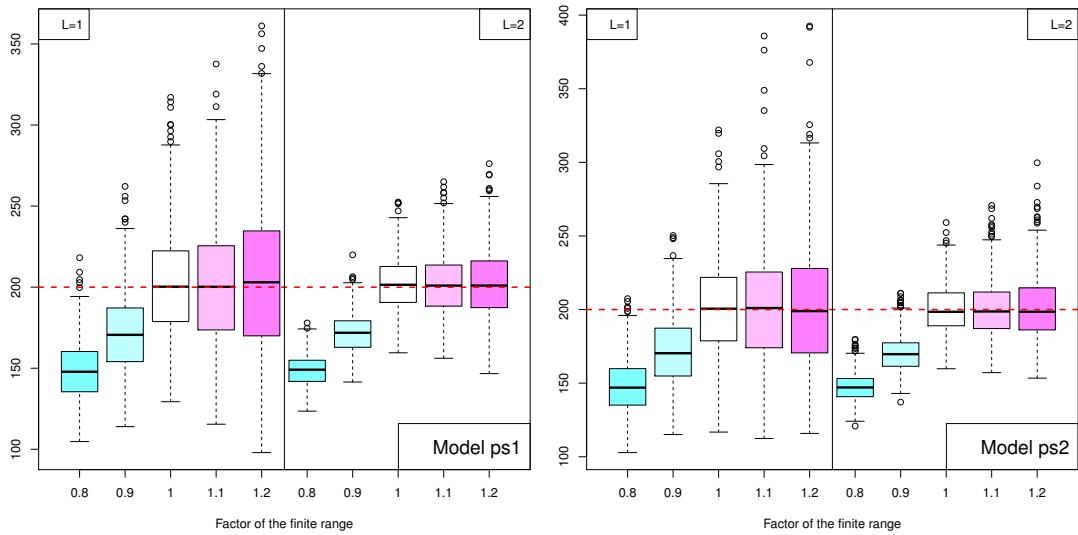 L=1
L=2
350
300
250
200
150
100
Model ps1
0.8 0.9 1 1.1 1.2 0.8 0.9 1 1.1 1.2
Factor of the finite range
L=1
L=2
400
350
300
250
200
150
100
Model ps2
0.8 0.9 1 1.1 1.2 0.8 0.9 1 1.1 1.2
Factor of the finite range